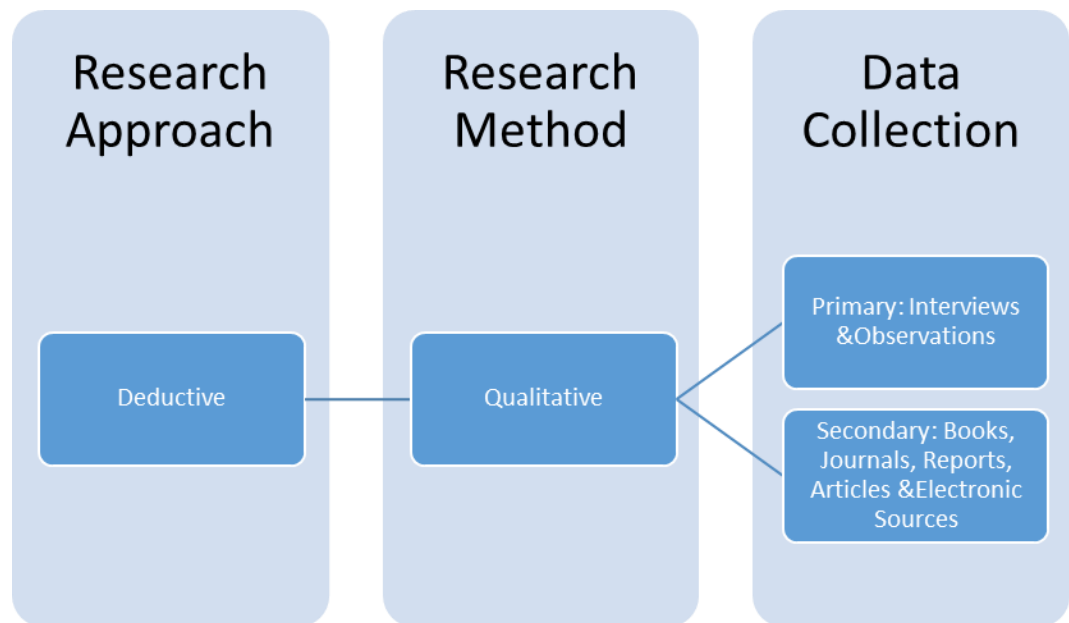 Research
Approach
Research
Method
Data
Collection
Deductive
Qualitative
Primary: Interviews
&Observations
Secondary: Books,
Journals, Reports,
Articles &Electronic
Sources